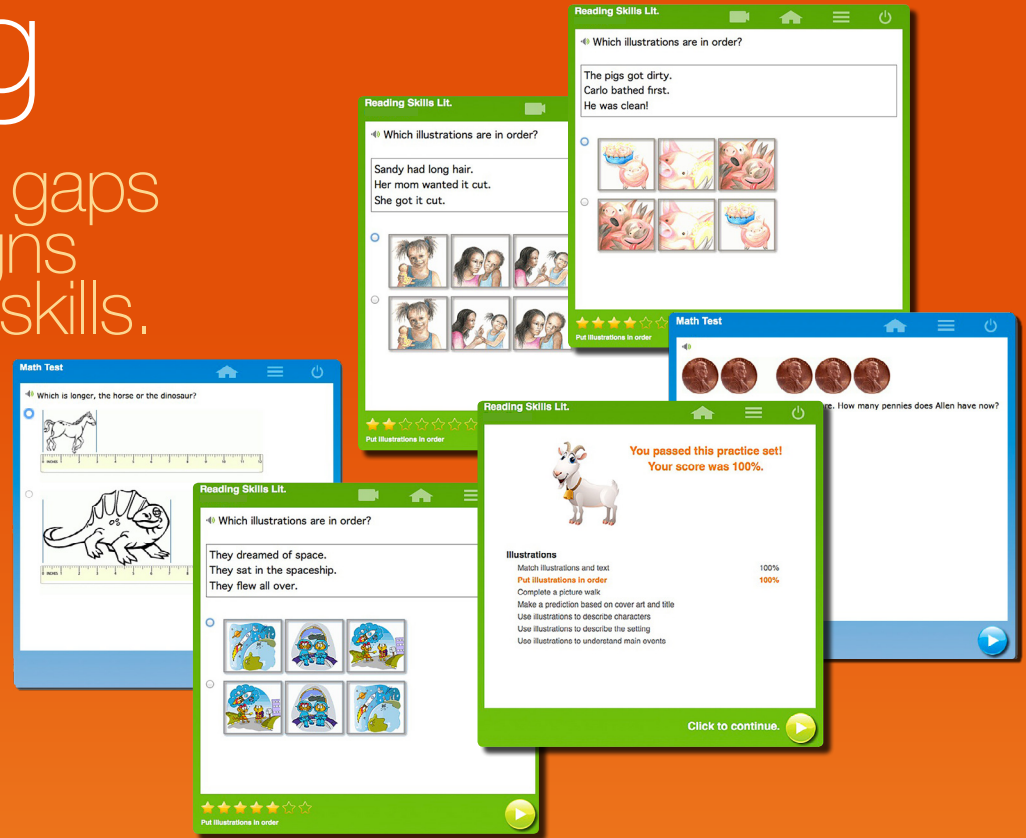 g
gaps
gns
skills.
Reading Skills Lit.
Which illustrations are in order?
The pigs got dirty.
Carlo bathed first.
He was clean!
Put illustrations in order
Reading Skills Lit.
Which illustrations are in order?
Sandy had long hair.
Her mom wanted it cut.
She got it cut.
Put illustrations in order
Math Test
re. How many pennies does Allen have now?
Math Test
Which is longer, the horse or the dinosaur?
Reading Skills Lit.
You passed this practice set!
Your score was 100%.
Illustrations
Match illustrations and text 100%
Put illustrations in order 100%
Complete a picture walk
Make a prediction based on cover art and title
Use illustrations to describe characters
Use illustrations to describe the setting
Use illustrations to understand main events
Click to continue.
Reading Skills Lit.
Which illustrations are in order?
They dreamed of space.
They sat in the spaceship.
They flew all over.
Put illustrations in order